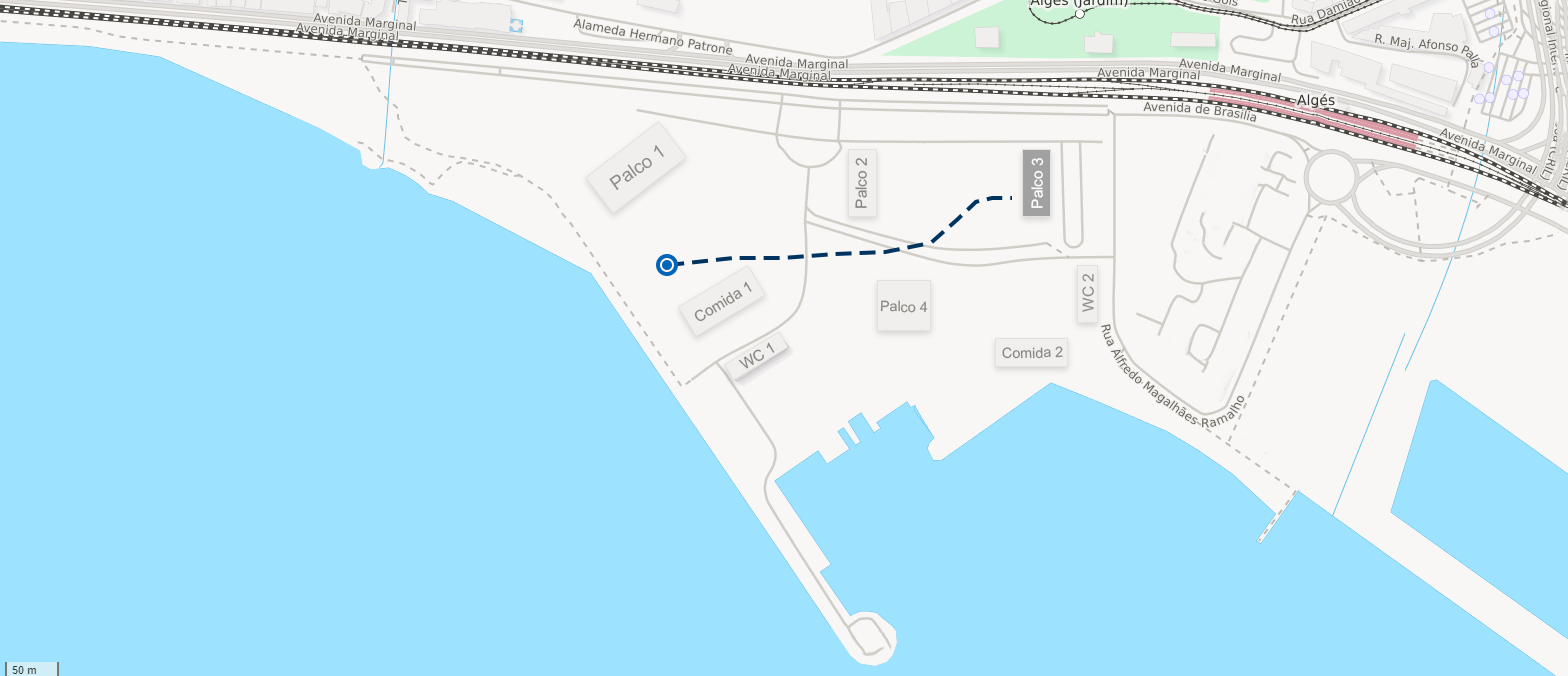 Algés (Jardim)
Rua Damião
R. Maj. Afonso Pala
Avenida Marginal
Avenida Marginal
Alameda Hermano Patrone
Avenida Marginal
Avenida Marginal
Avenida Marginal
Avenida Marginal
Algés
Avenida de Brasília
Avenida Marginal
Palco 1
Palco 2
Palco 3
Comida 1
Palco 4
WC 2
WC 1
Comida 2
Rua Alfredo Magalhães Ramalho
50 m